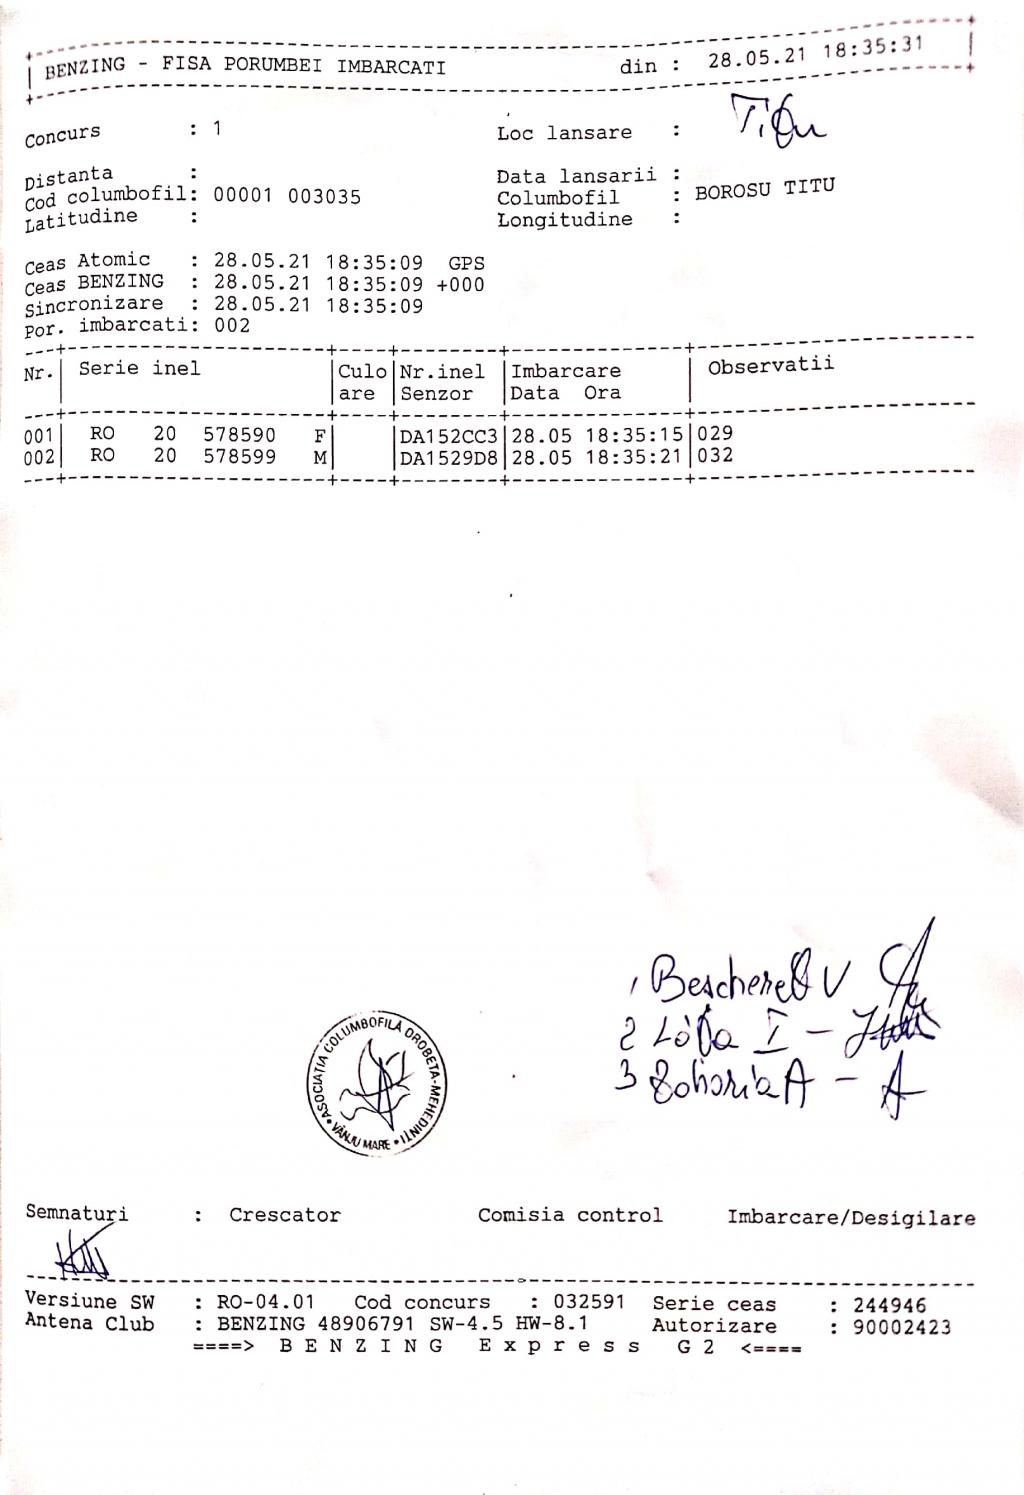 BENZING - FISA PORUMBEI IMBARCATI din : 28.05.21 18:35:31
Concurs : 1 Loc lansare : Titu
Distanta : Data lansarii :
Cod columbofil: 00001 003035 Columbofil : BOROSU TITU
Latitudine : Longitudine :
Ceas Atomic : 28.05.21 18:35:09 GPS
Ceas BENZING : 28.05.21 18:35:09 +000
Sincronizare : 28.05.21 18:35:09
Por. imbarcati: 002
Nr. Serie inel Culo Nr.inel Imbarcare Observatii
are Senzor Data Ora
001 RO 20 578590 F DA152CC3 28.05 18:35:15 029
002 RO 20 578599 M DA1529D8 28.05 18:35:21 032
1 V
2 I -
3 A - A
ASOCIAȚIA COLUMBOFILĂ DROBETA-MEHEDINȚI
VÂNJU MARE
Semnaturi : Crescator Comisia control Imbarcare/Desigilare
Versiune SW : RO-04.01 Cod concurs : 032591 Serie ceas : 244946
Antena Club : BENZING 48906791 SW-4.5 HW-8.1 Autorizare : 90002423
====> B E N Z I N G E x p r e s s G 2 <====